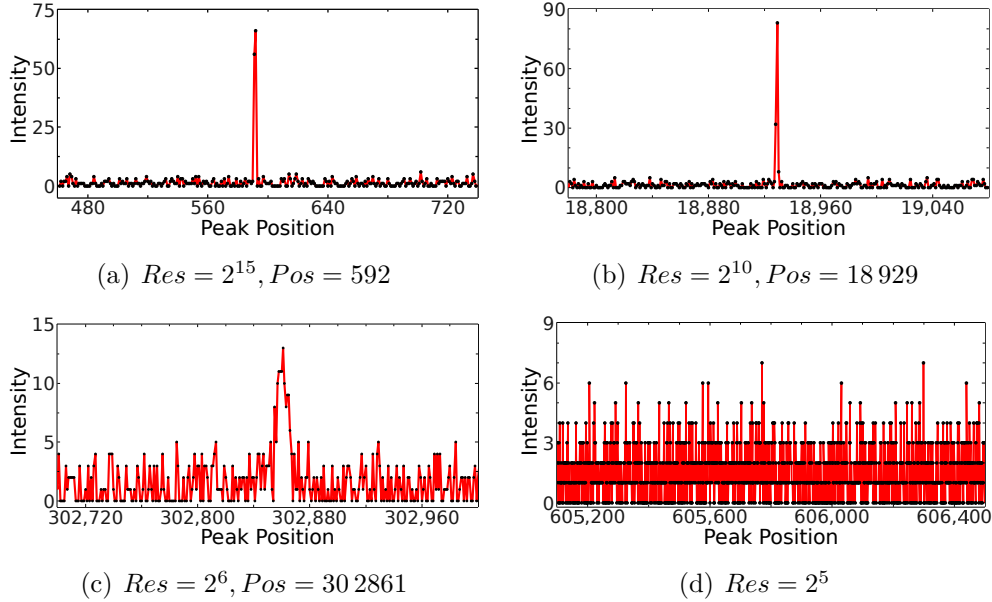 75
50
25
0
Intensity
480
560
640
720
Peak Position
(a) Res = 2^15, Pos = 592
90
60
30
0
Intensity
18,800
18,880
18,960
19,040
Peak Position
(b) Res = 2^10, Pos = 18 929
15
10
5
0
Intensity
302,720
302,800
302,880
302,960
Peak Position
(c) Res = 2^6, Pos = 30 2861
9
6
3
0
Intensity
605,200
605,600
606,000
606,400
Peak Position
(d) Res = 2^5